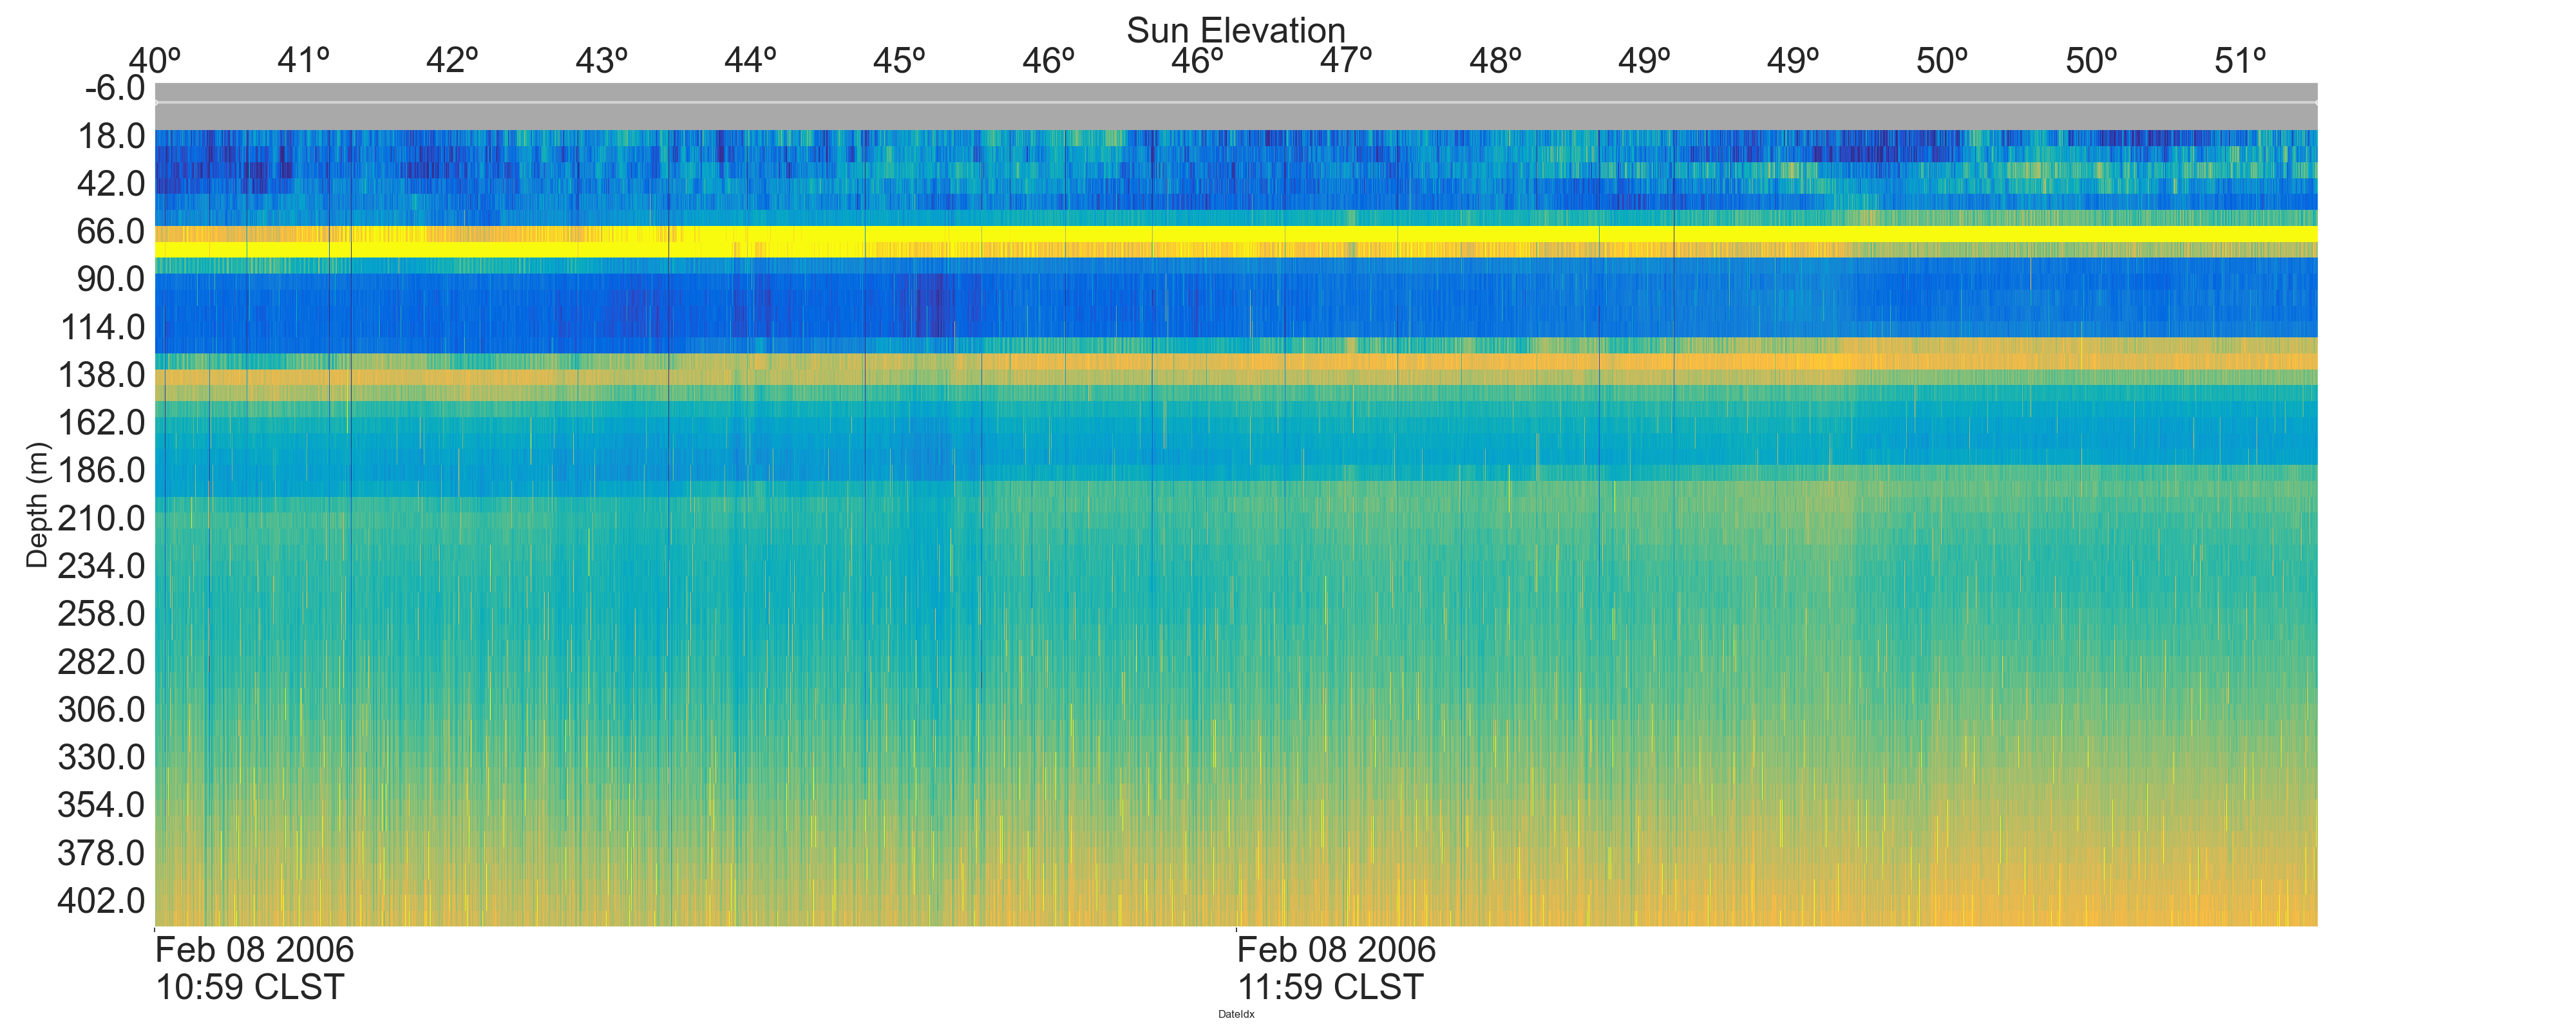 Sun Elevation
40º 41º 42º 43º 44º 45º 46º 46º 47º 48º 49º 49º 50º 50º 51º
-6.0
18.0
42.0
66.0
90.0
114.0
138.0
162.0
186.0
210.0
234.0
258.0
282.0
306.0
330.0
354.0
378.0
402.0
Depth (m)
Feb 08 2006
10:59 CLST
Feb 08 2006
11:59 CLST
DateIdx